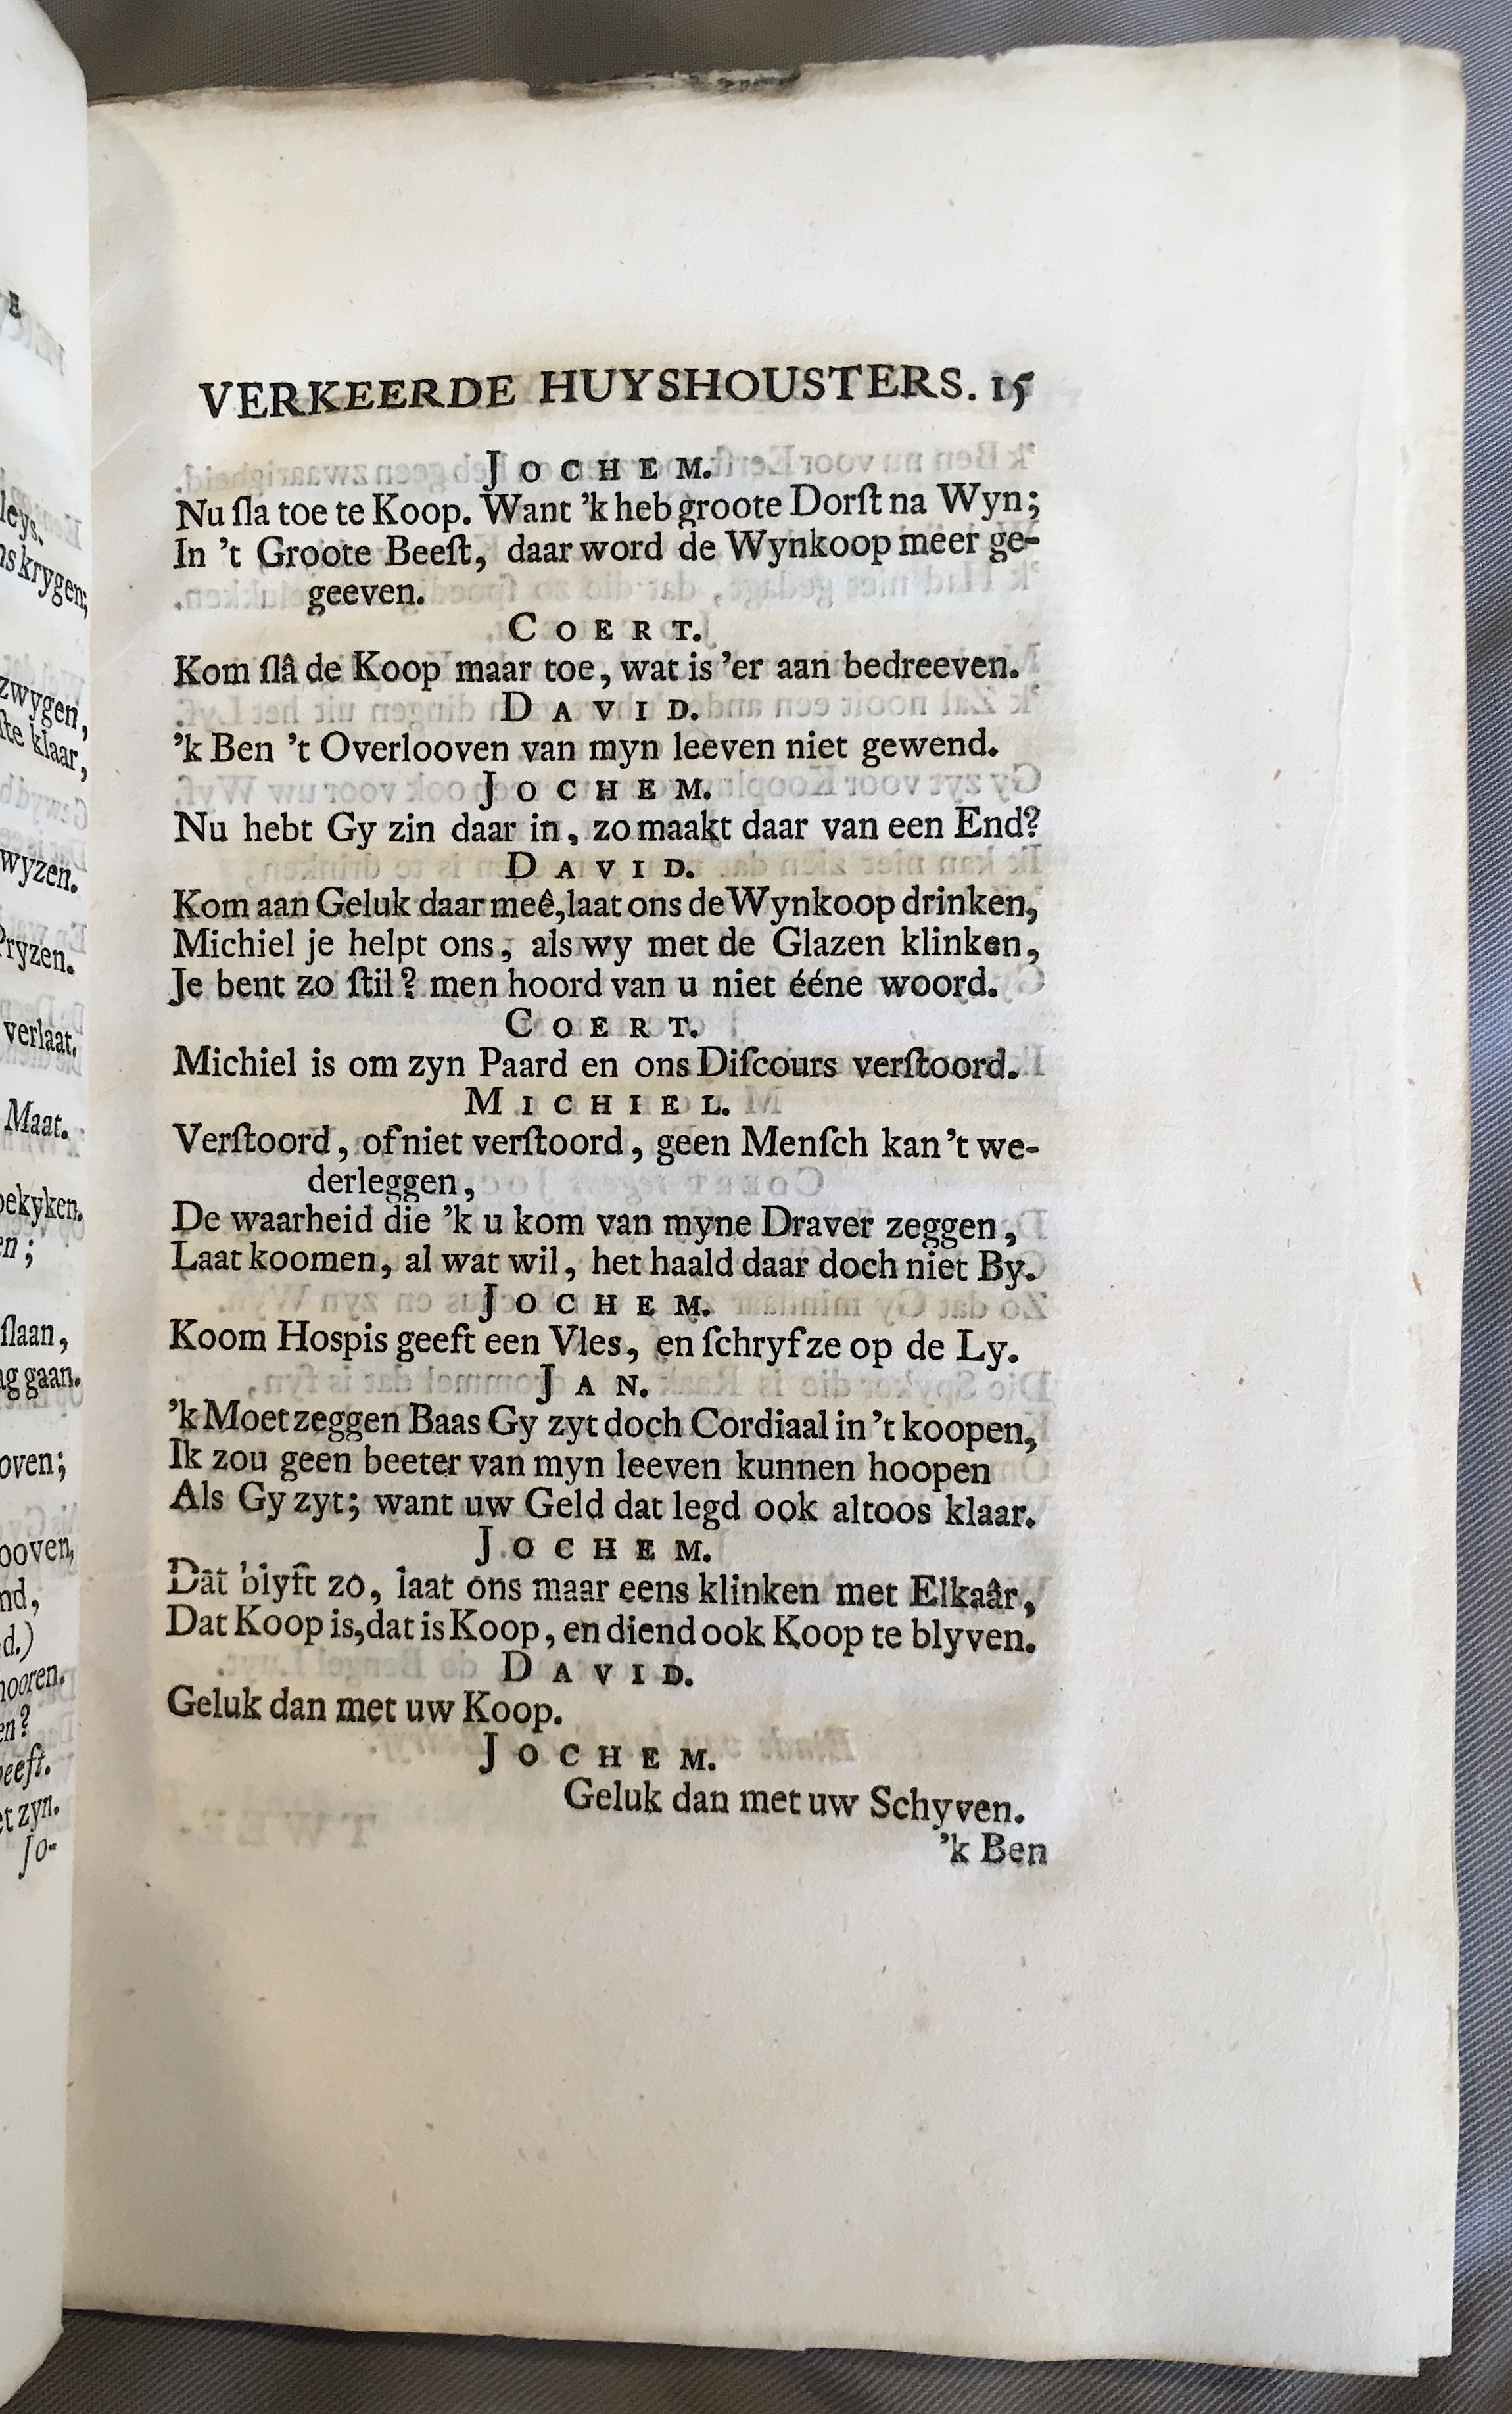 VERKEERDE HUYSHOUSTERS. 15
JOCHEM.
Nu ſla toe te Koop. Want 'k heb groote Dorſt na Wyn;
In 't Groote Beeſt, daar word de Wynkoop meer ge-
geeven.
COERT.
Kom ſlâ de Koop maar toe, wat is 'er aan bedreeven.
DAVID.
'k Ben 't Overlooven van myn leeven niet gewend.
JOCHEM.
Nu hebt Gy zin daar in, zo maakt daar van een End?
DAVID.
Kom aan Geluk daar meê, laat ons de Wynkoop drinken,
Michiel je helpt ons, als wy met de Glazen klinken,
Je bent zo ſtil? men hoord van u niet ééne woord.
COERT.
Michiel is om zyn Paard en ons Diſcours verſtoord.
MICHIEL.
Verſtoord, of niet verſtoord, geen Menſch kan 't we-
derleggen,
De waarheid die 'k u kom van myne Draver zeggen,
Laat koomen, al wat wil, het haald daar doch niet By.
JOCHEM.
Koom Hospis geeft een Vles, en ſchryf ze op de Ly.
JAN.
'k Moet zeggen Baas Gy zyt doch Cordiaal in 't koopen,
Ik zou geen beeter van myn leeven kunnen hoopen
Als Gy zyt; want uw Geld dat legd ook altoos klaar.
JOCHEM.
Dat blyft zo, laat ons maar eens klinken met Elkaâr,
Dat Koop is, dat is Koop, en diend ook Koop te blyven.
DAVID.
Geluk dan met uw Koop.
JOCHEM.
Geluk dan met uw Schyven.
'k Ben